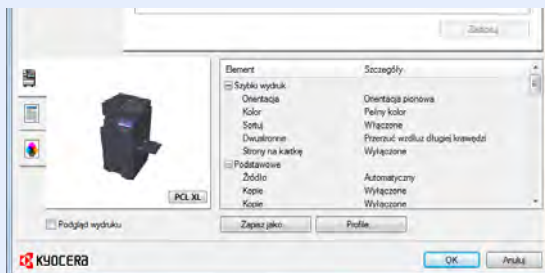 Zastosuj
Element Szczegóły
Szybki wydruk
Orientacja Orientacja pionowa
Kolor Pełny kolor
Sortuj Włączone
Dwustronne Przerzuć wzdłuż długiej krawędzi
Strony na kartkę Wyłączone
Podstawowe
Źródło Automatyczny
Kopie Wyłączone
Kopie Wyłączone
PCL XL
Podgląd wydruku
Zapisz jako... Profile...
KYOCERA
OK Anuluj